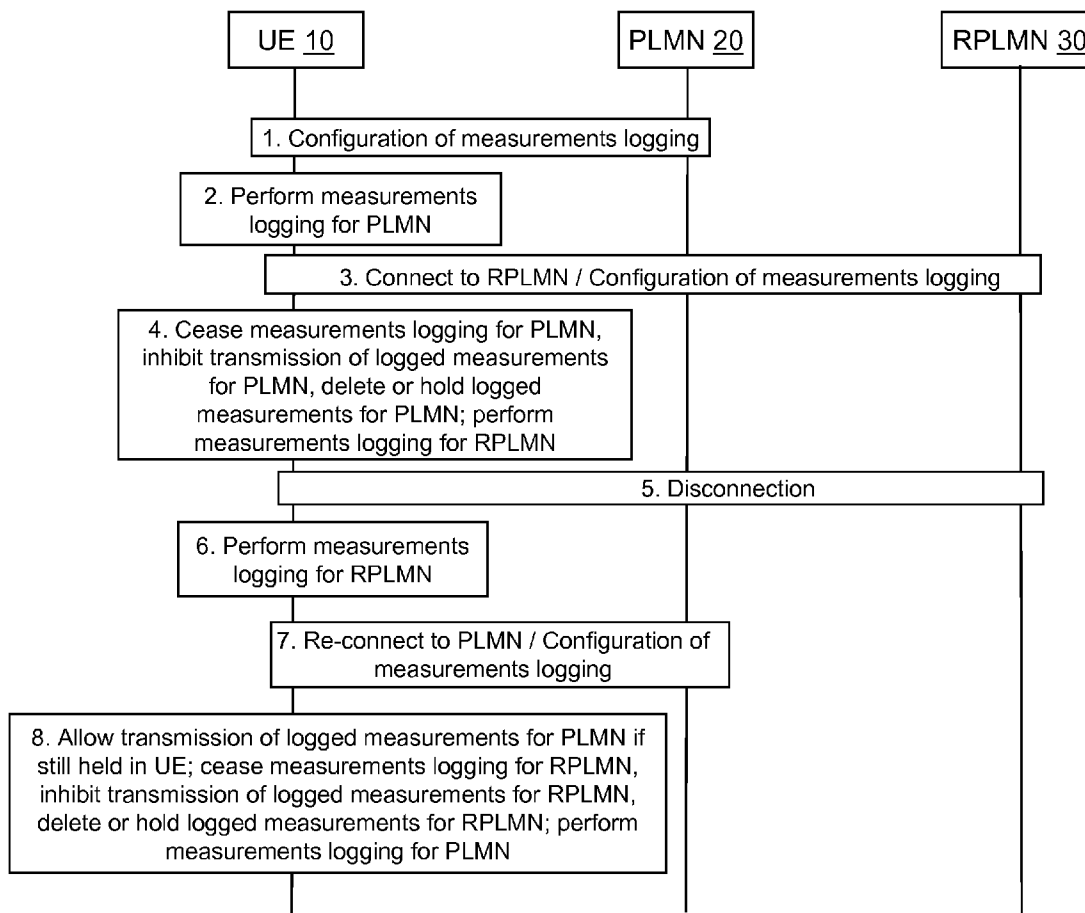 UE 10
PLMN 20
RPLMN 30
1. Configuration of measurements logging
2. Perform measurements
logging for PLMN
3. Connect to RPLMN / Configuration of measurements logging
4. Cease measurements logging for PLMN,
inhibit transmission of logged measurements
for PLMN, delete or hold logged
measurements for PLMN; perform
measurements logging for RPLMN
5. Disconnection
6. Perform measurements
logging for RPLMN
7. Re-connect to PLMN / Configuration of
measurements logging
8. Allow transmission of logged measurements for PLMN if
still held in UE; cease measurements logging for RPLMN,
inhibit transmission of logged measurements for RPLMN,
delete or hold logged measurements for RPLMN; perform
measurements logging for PLMN